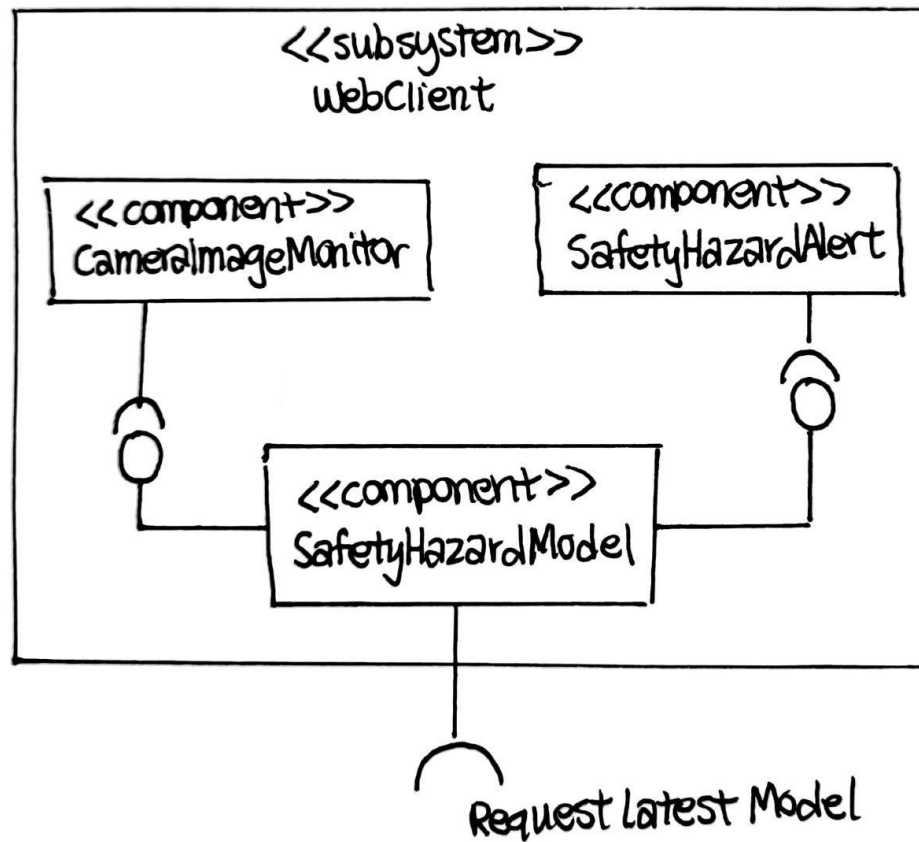 <<subsystem>>
WebClient
<<component>>
CameraImageMonitor
<<component>>
SafetyHazardAlert
<<component>>
SafetyHazardModel
Request Latest Model